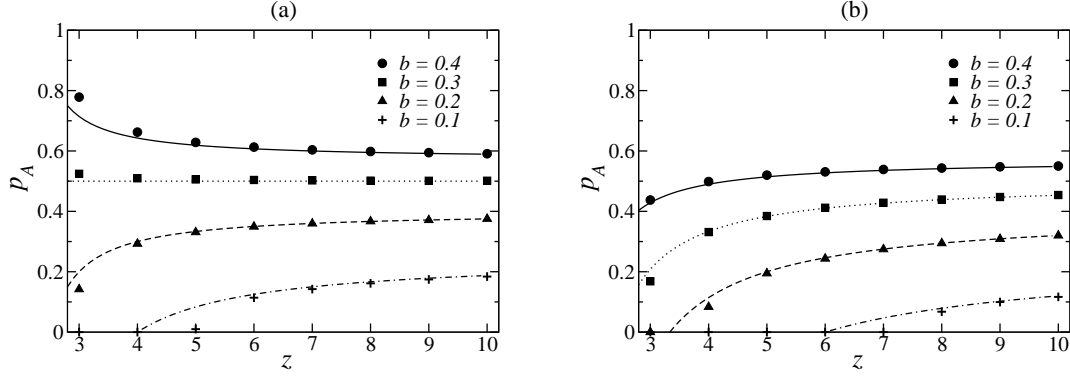 (a)
1
0.8
0.6
0.4
0.2
0
p_A
b = 0.4
b = 0.3
b = 0.2
b = 0.1
3 4 5 6 7 8 9 10
z
(b)
1
0.8
0.6
0.4
0.2
0
p_A
b = 0.4
b = 0.3
b = 0.2
b = 0.1
3 4 5 6 7 8 9 10
z